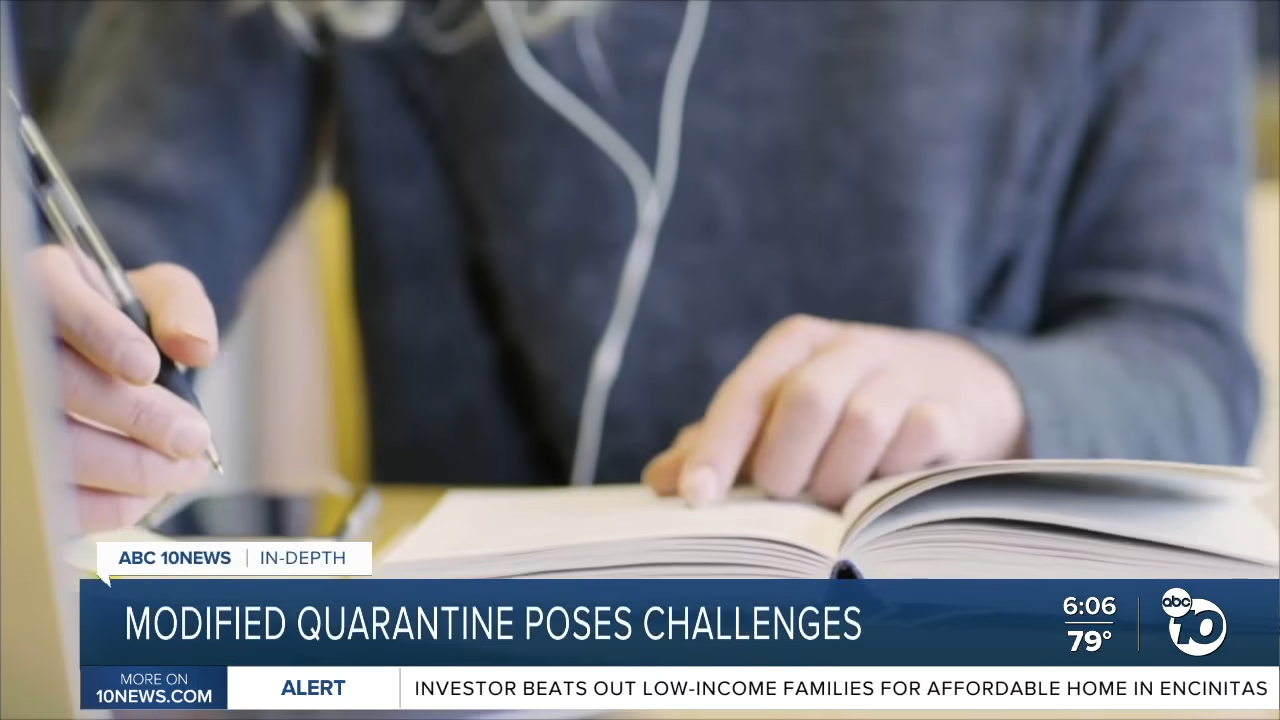 ABC 10NEWS | IN-DEPTH
MODIFIED QUARANTINE POSES CHALLENGES
6:06
79°
abc
10
MORE ON
10NEWS.COM
ALERT
INVESTOR BEATS OUT LOW-INCOME FAMILIES FOR AFFORDABLE HOME IN ENCINITAS